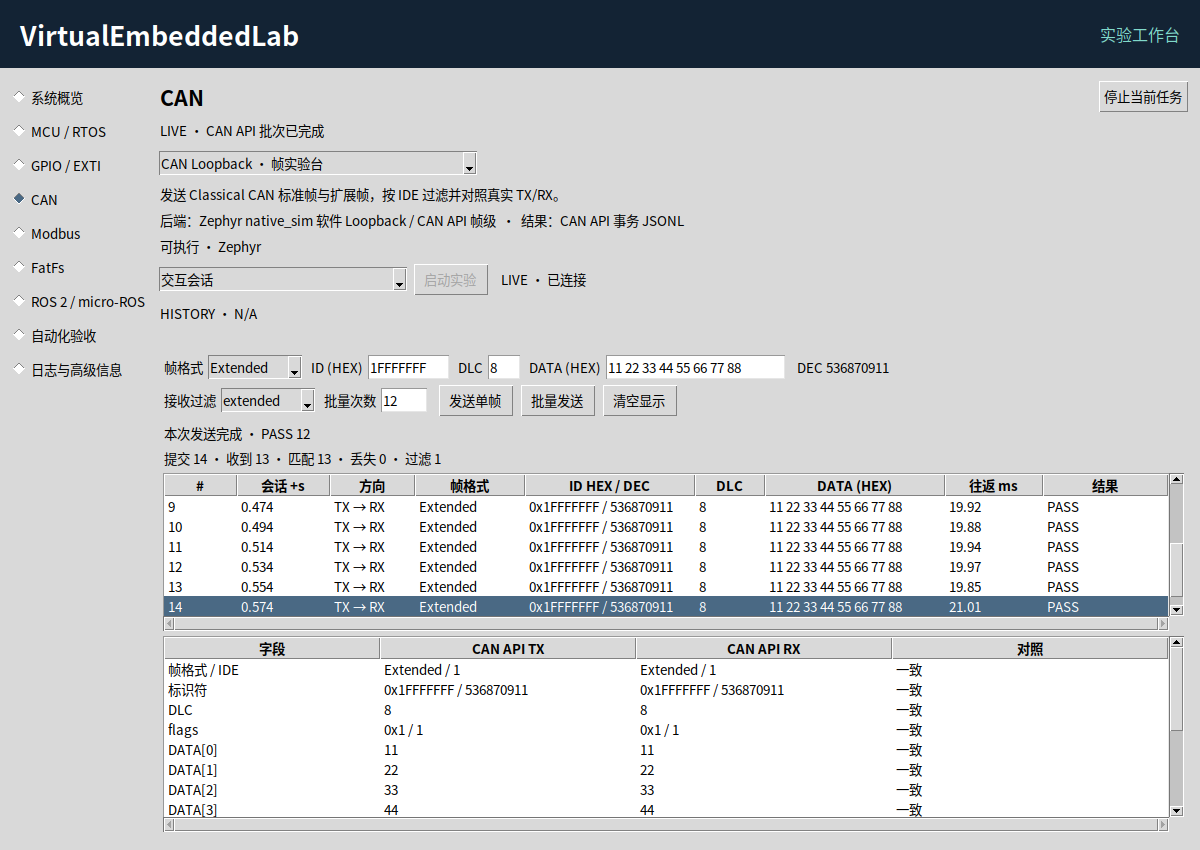 VirtualEmbeddedLab
实验工作台
系统概览
MCU / RTOS
GPIO / EXTI
CAN
Modbus
FatFs
ROS 2 / micro-ROS
自动化验收
日志与高级信息
CAN
停止当前任务
LIVE · CAN API 批次已完成
CAN Loopback · 帧实验台
发送 Classical CAN 标准帧与扩展帧，按 IDE 过滤并对照真实 TX/RX。
后端：Zephyr native_sim 软件 Loopback / CAN API 帧级 · 结果：CAN API 事务 JSONL
可执行 · Zephyr
交互会话 启动实验 LIVE · 已连接
HISTORY · N/A
帧格式 Extended ID (HEX) 1FFFFFFF DLC 8 DATA (HEX) 11 22 33 44 55 66 77 88 DEC 536870911
接收过滤 extended 批量次数 12 发送单帧 批量发送 清空显示
本次发送完成 · PASS 12
提交 14 · 收到 13 · 匹配 13 · 丢失 0 · 过滤 1
# 会话 +s 方向 帧格式 ID HEX / DEC DLC DATA (HEX) 往返 ms 结果
9 0.474 TX → RX Extended 0x1FFFFFFF / 536870911 8 11 22 33 44 55 66 77 88 19.92 PASS
10 0.494 TX → RX Extended 0x1FFFFFFF / 536870911 8 11 22 33 44 55 66 77 88 19.88 PASS
11 0.514 TX → RX Extended 0x1FFFFFFF / 536870911 8 11 22 33 44 55 66 77 88 19.94 PASS
12 0.534 TX → RX Extended 0x1FFFFFFF / 536870911 8 11 22 33 44 55 66 77 88 19.97 PASS
13 0.554 TX → RX Extended 0x1FFFFFFF / 536870911 8 11 22 33 44 55 66 77 88 19.85 PASS
14 0.574 TX → RX Extended 0x1FFFFFFF / 536870911 8 11 22 33 44 55 66 77 88 21.01 PASS
字段 CAN API TX CAN API RX 对照
帧格式 / IDE Extended / 1 Extended / 1 一致
标识符 0x1FFFFFFF / 536870911 0x1FFFFFFF / 536870911 一致
DLC 8 8 一致
flags 0x1 / 1 0x1 / 1 一致
DATA[0] 11 11 一致
DATA[1] 22 22 一致
DATA[2] 33 33 一致
DATA[3] 44 44 一致